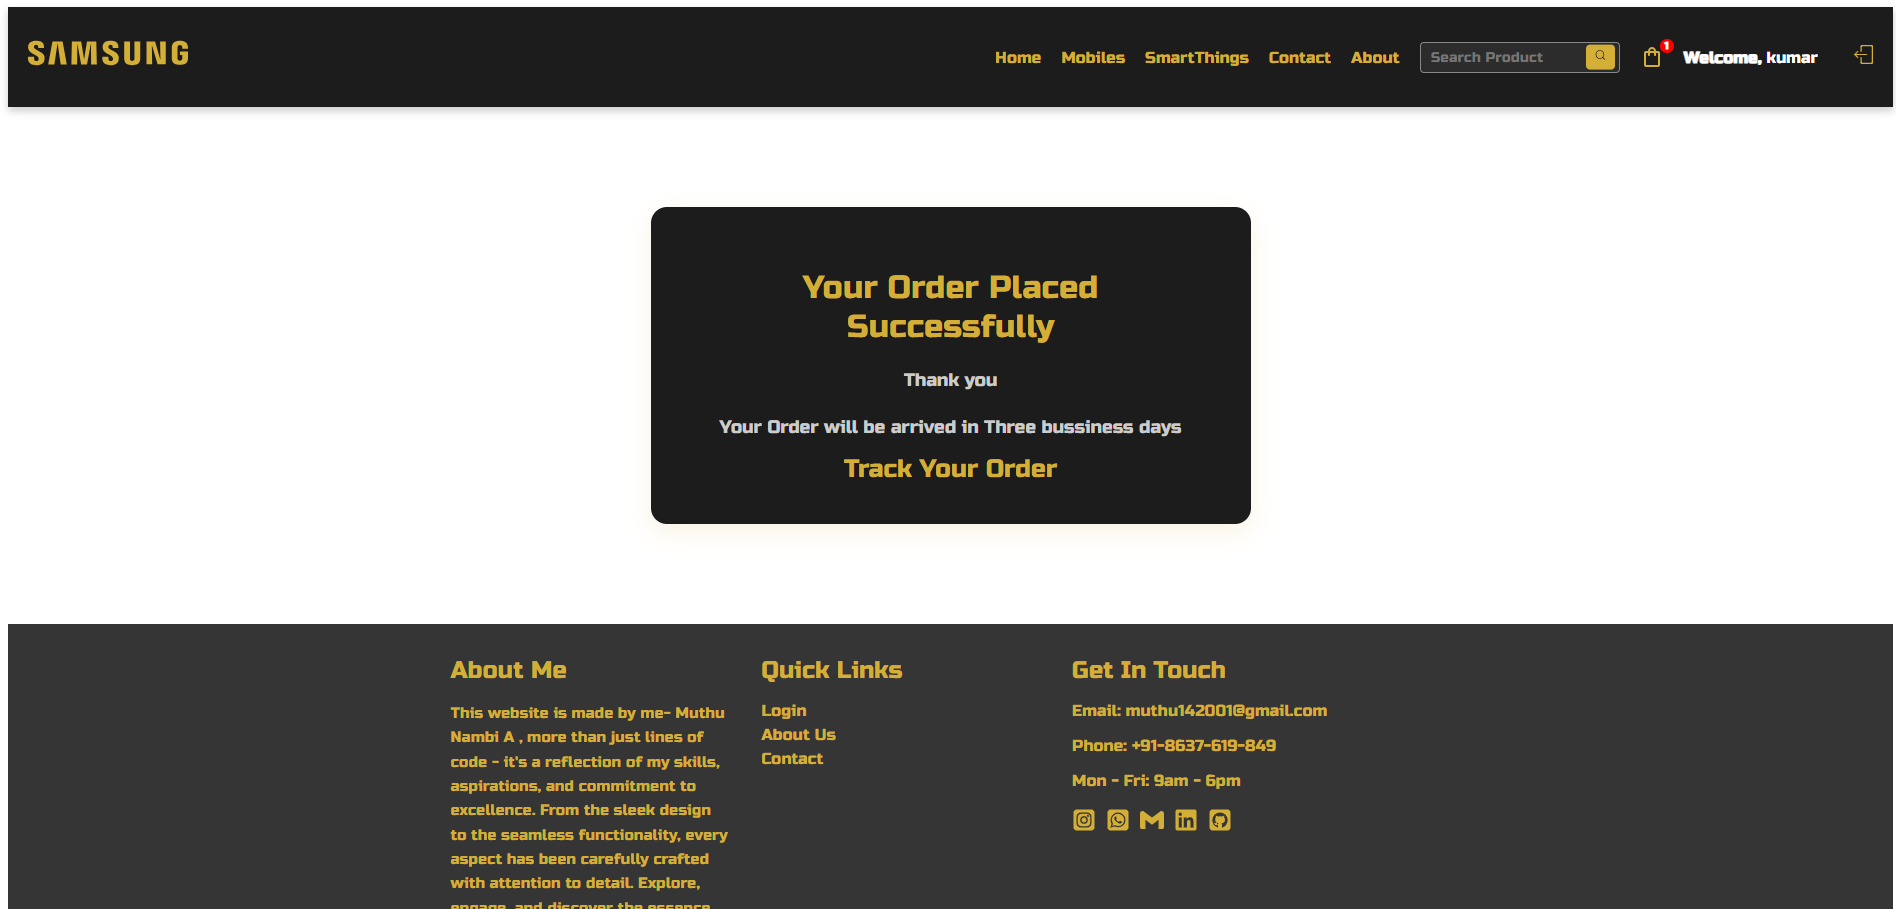 SAMSUNG
Home Mobiles SmartThings Contact About Search Product 1 Welcome, kumar
Your Order Placed
Successfully
Thank you
Your Order will be arrived in Three bussiness days
Track Your Order
About Me
This website is made by me- Muthu
Nambi A , more than just lines of
code - it's a reflection of my skills,
aspirations, and commitment to
excellence. From the sleek design
to the seamless functionality, every
aspect has been carefully crafted
with attention to detail. Explore,
engage, and discover the essence
Quick Links
Login
About Us
Contact
Get In Touch
Email: muthu142001@gmail.com
Phone: +91-8637-619-849
Mon - Fri: 9am - 6pm